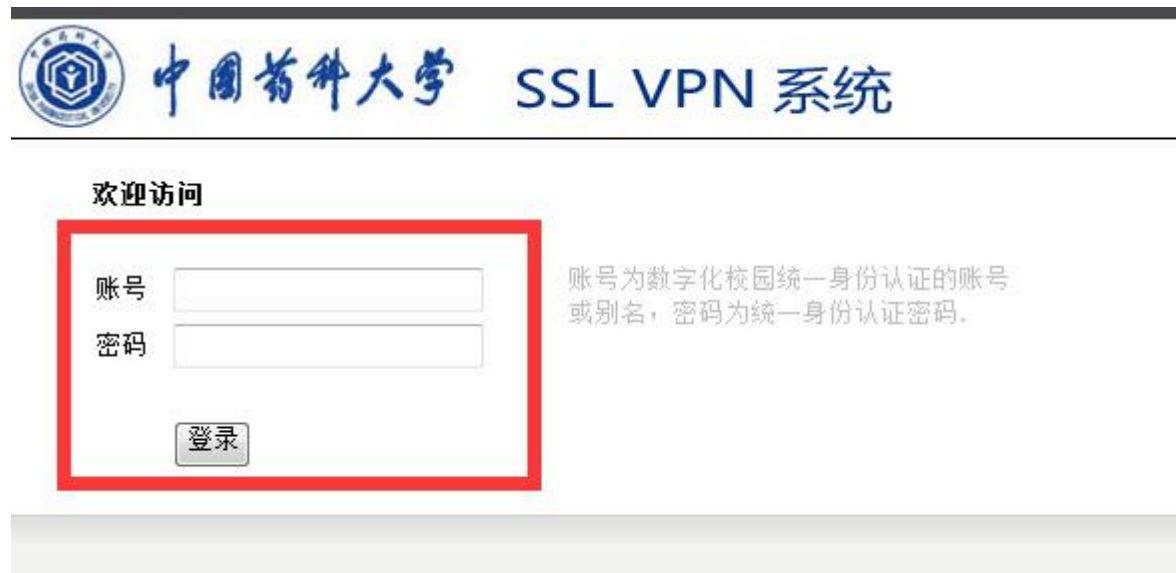 中國药科大学 SSL VPN 系统
欢迎访问
账号
账号为数字化校园统一身份认证的账号
或别名，密码为统一身份认证密码.
密码
登录